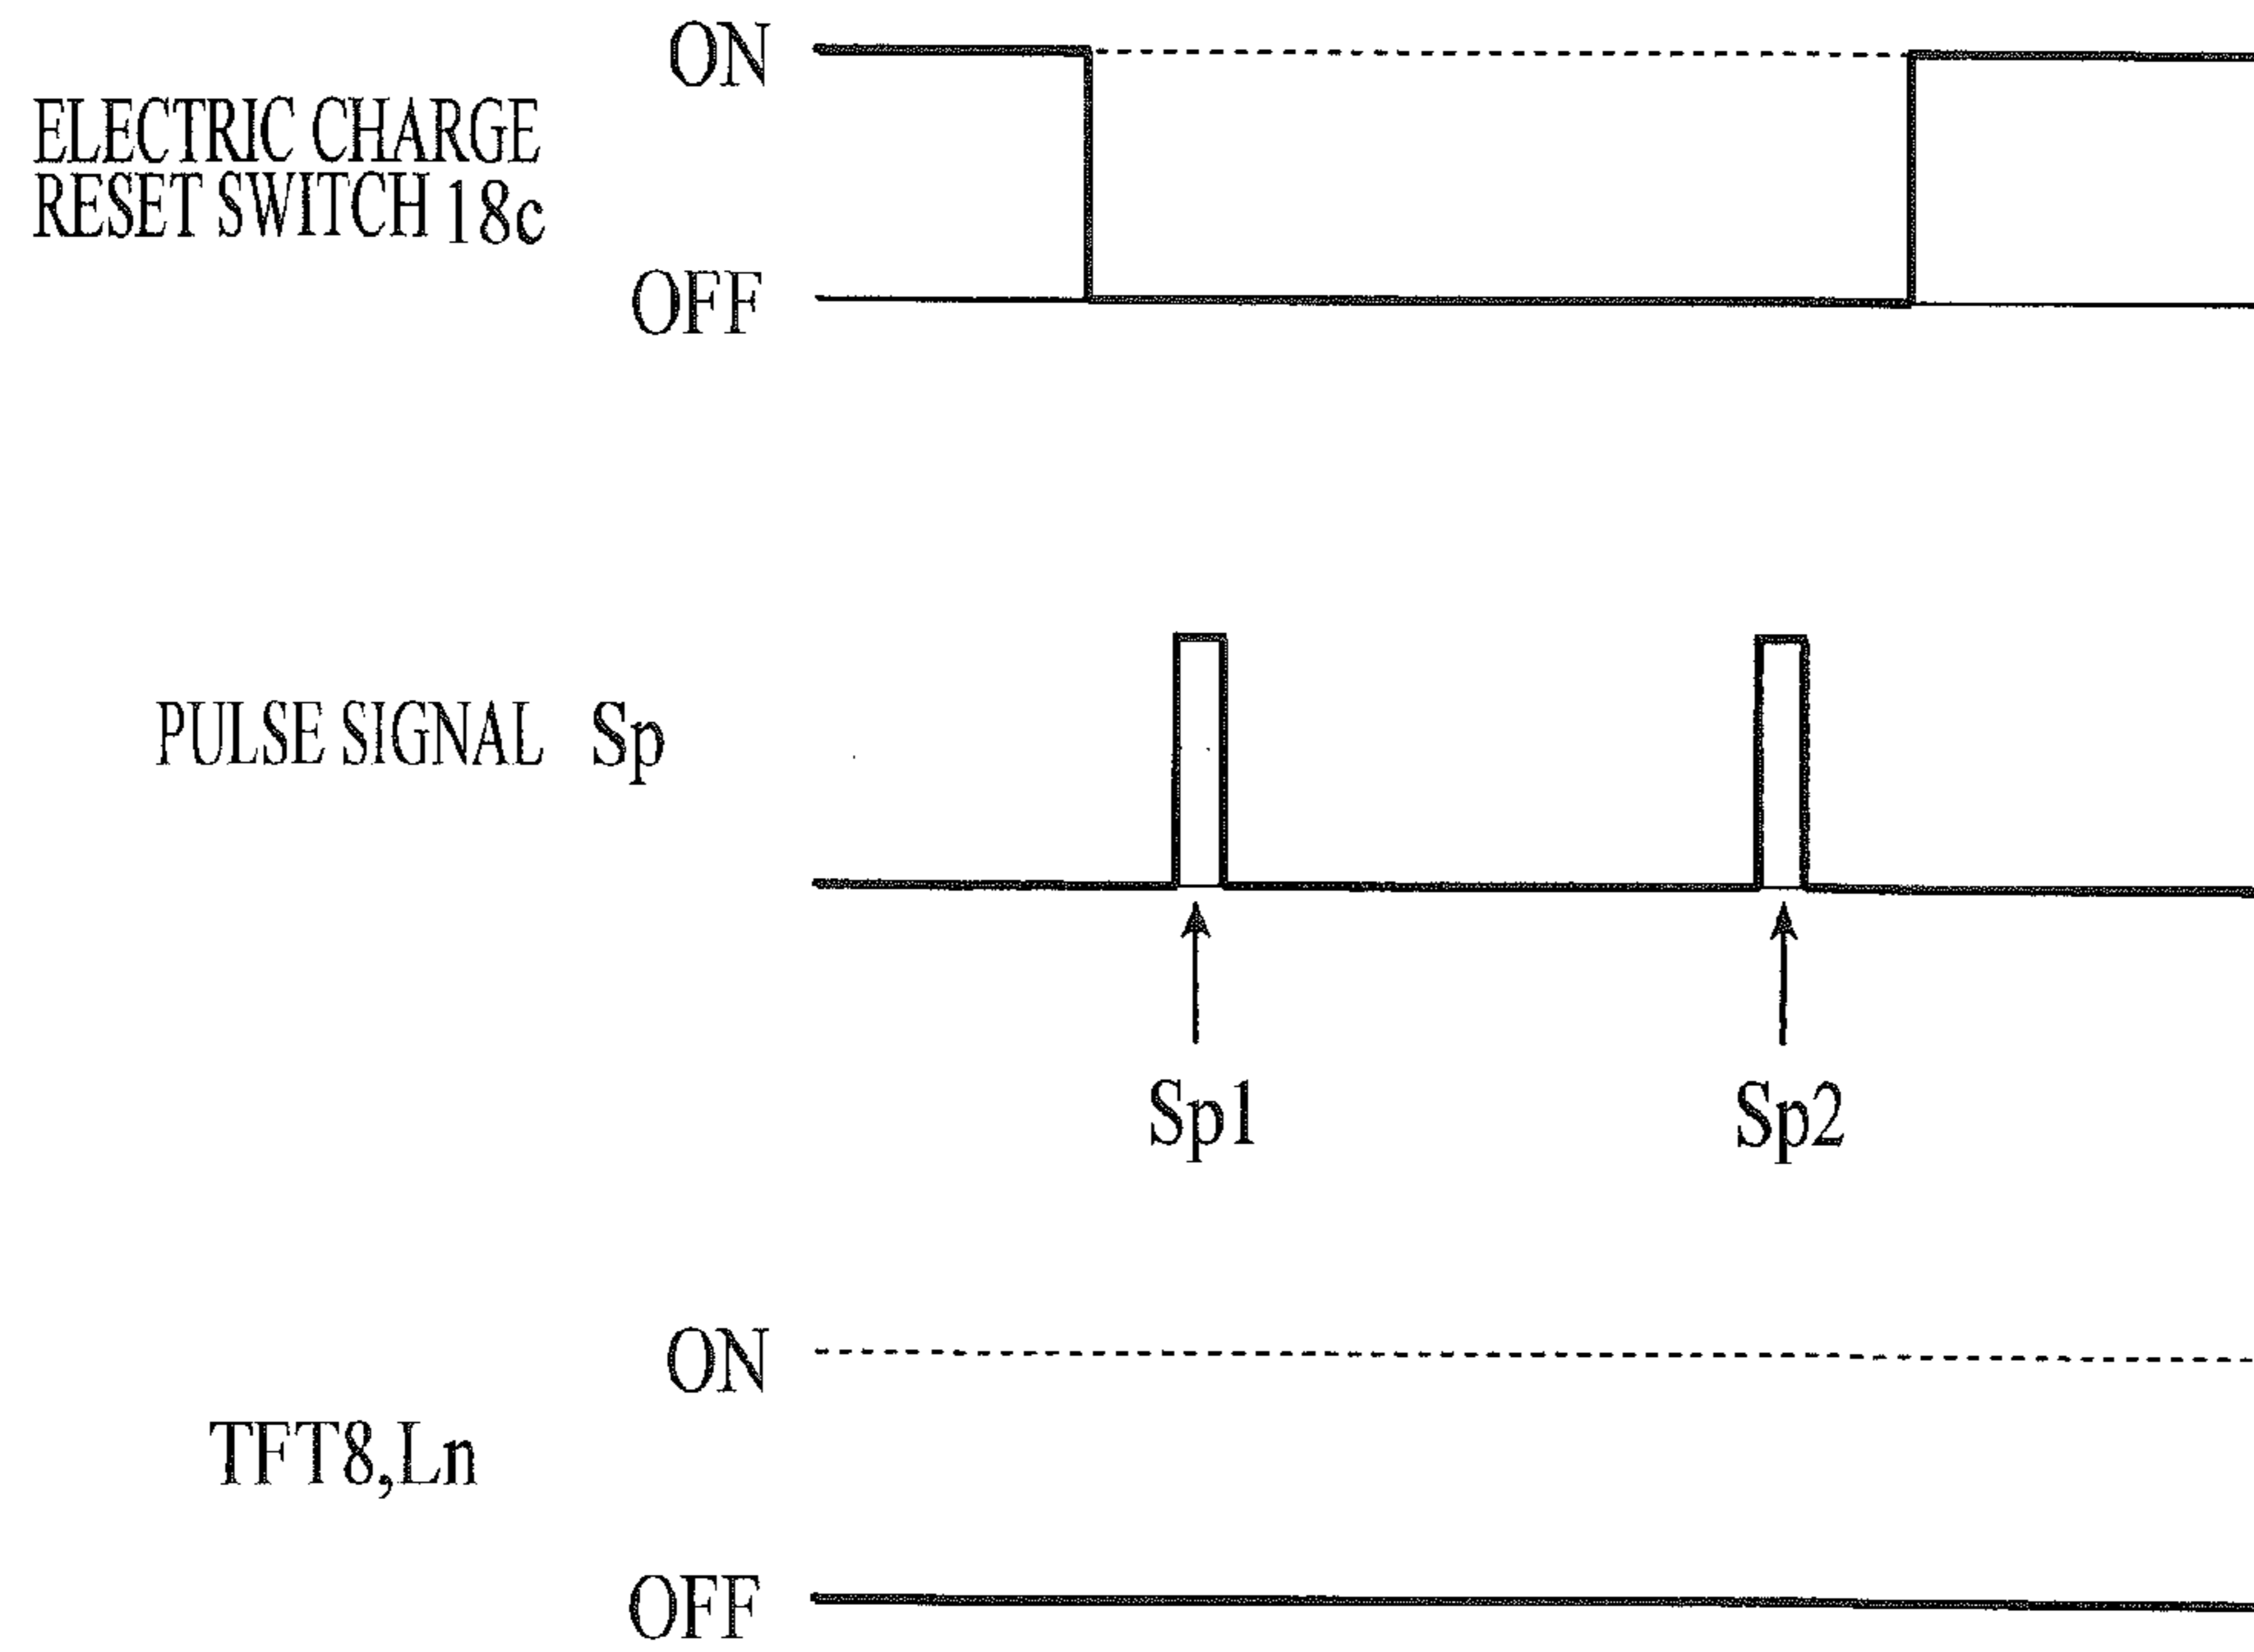 ON
ELECTRIC CHARGE
RESET SWITCH 18c
OFF
PULSE SIGNAL Sp
Sp1
Sp2
ON
TFT8,Ln
OFF